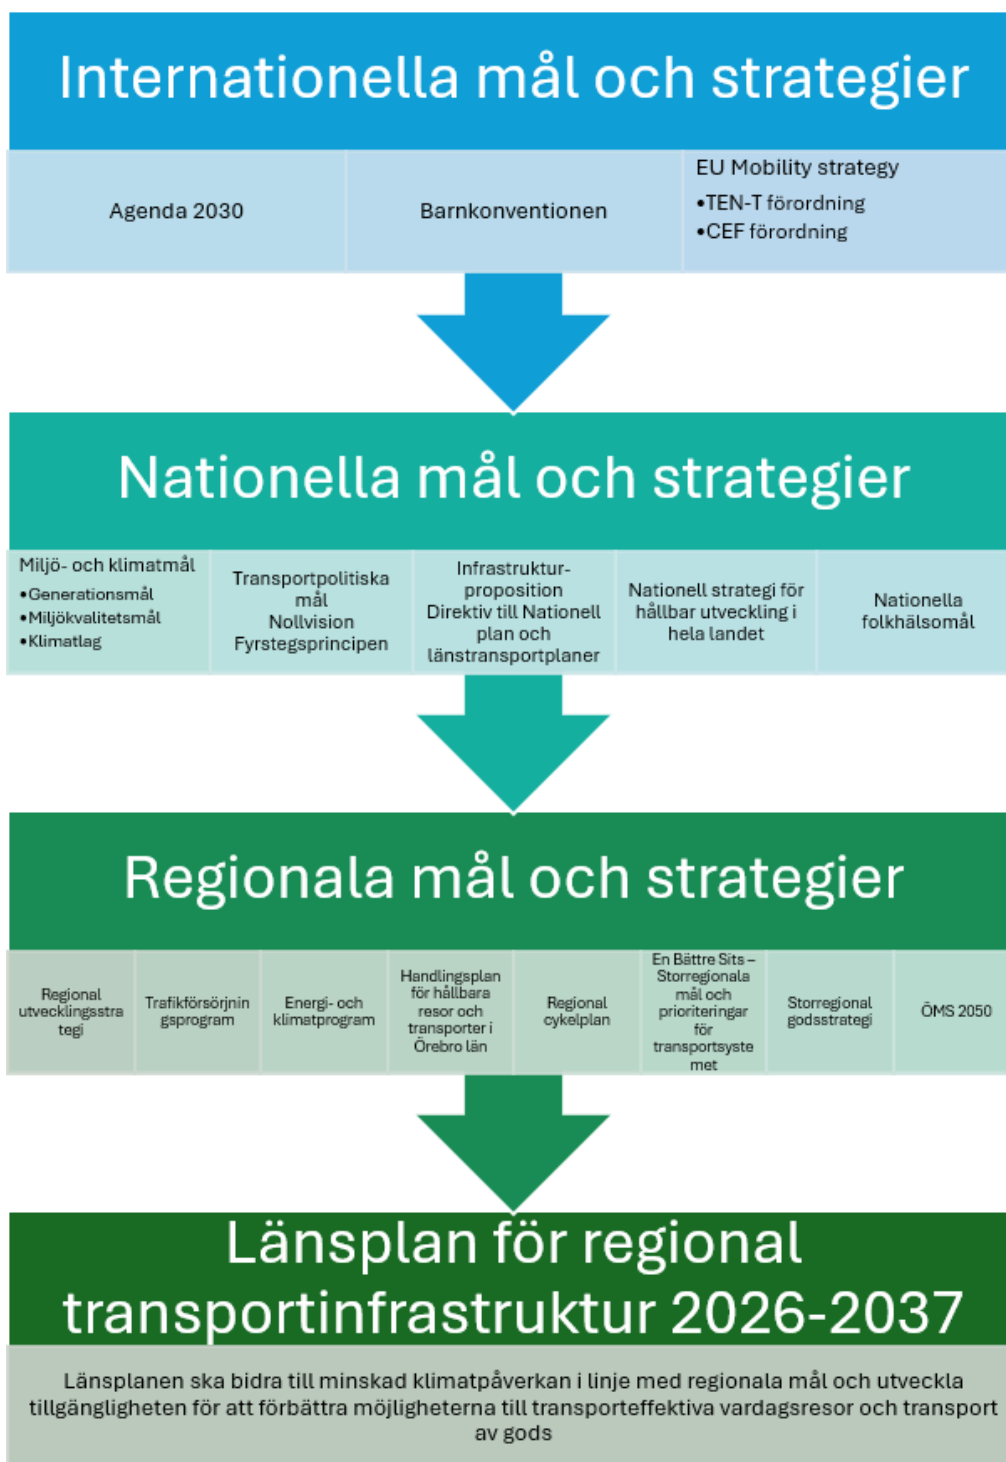 Internationella mål och strategier
Agenda 2030
Barnkonventionen
EU Mobility strategy
•TEN-T förordning
•CEF förordning
Nationella mål och strategier
Miljö- och klimatmål
•Generationsmål
•Miljökvalitetsmål
•Klimatlag
Transportpolitiska
mål
Nollvision
Fyrstegsprincipen
Infrastruktur-
proposition
Direktiv till Nationell
plan och
länstransportplaner
Nationell strategi för
hållbar utveckling i
hela landet
Nationella
folkhälsomål
Regionala mål och strategier
Regional
utvecklingsstra
tegi
Trafikförsörjnin
gsprogram
Energi- och
klimatprogram
Handlingsplan
för hållbara
resor och
transporter i
Örebro län
Regional
cykelplan
En Bättre Sits –
Storregionala
mål och
prioriteringar
för
transportsyste
met
Storregional
godsstrategi
ÖMS 2050
Länsplan för regional
transportinfrastruktur 2026-2037
Länsplanen ska bidra till minskad klimatpåverkan i linje med regionala mål och utveckla
tillgängligheten för att förbättra möjligheterna till transporteffektiva vardagsresor och transport
av gods